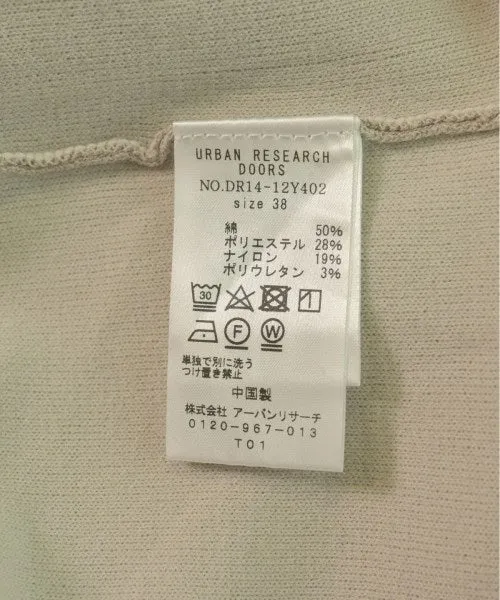 URBAN RESEARCH
DOORS
NO.DR14-12Y402
size 38
綿 50%
ポリエステル 28%
ナイロン 19%
ポリウレタン 3%
30
F W
単独で別に洗う
つけ置き禁止
中国製
株式会社 アーバンリサーチ
0120-967-013
T01